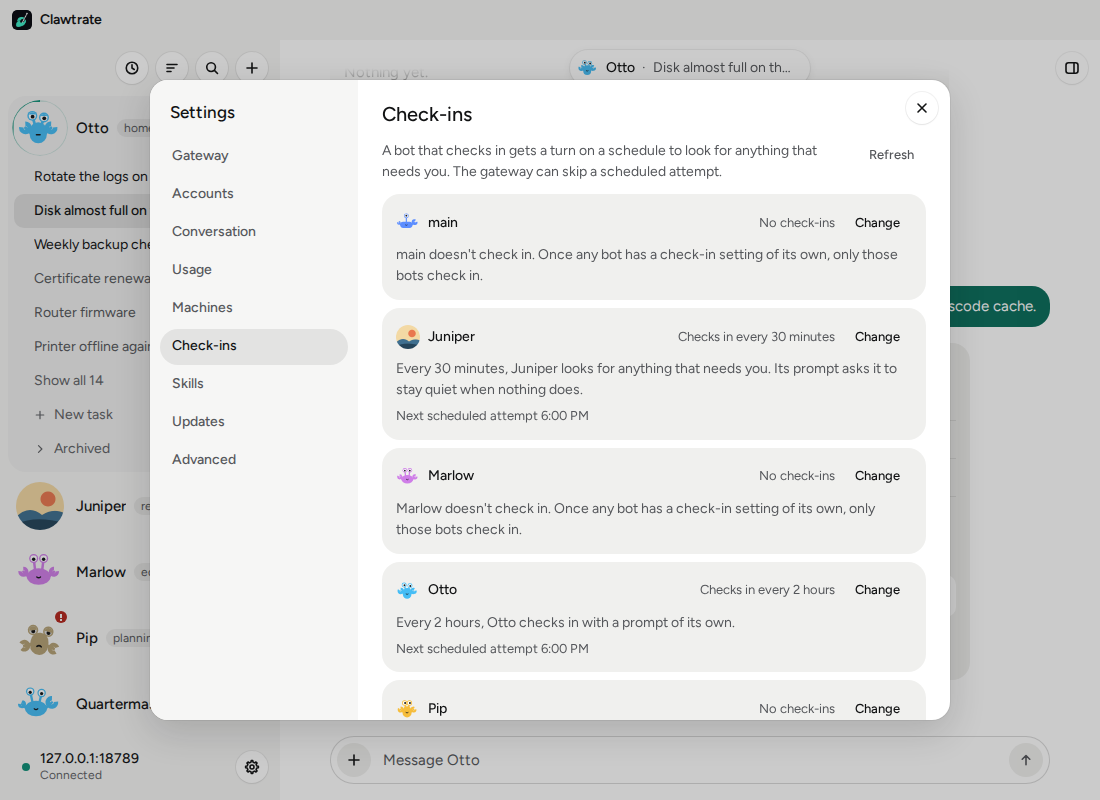 Clawtrate
Nothing yet.
Otto · Disk almost full on th...
Otto
Rotate the logs on
Disk almost full on
Weekly backup che
Certificate renewa
Router firmware
Printer offline again
Show all 14
+ New task
> Archived
Juniper
Marlow
Pip plannin
Quarterma
127.0.0.1:18789
Connected
Settings
Gateway
Accounts
Conversation
Usage
Machines
Check-ins
Skills
Updates
Advanced
Check-ins
A bot that checks in gets a turn on a schedule to look for anything that
needs you. The gateway can skip a scheduled attempt.
Refresh
main No check-ins Change
main doesn't check in. Once any bot has a check-in setting of its own, only those
bots check in.
Juniper Checks in every 30 minutes Change
Every 30 minutes, Juniper looks for anything that needs you. Its prompt asks it to
stay quiet when nothing does.
Next scheduled attempt 6:00 PM
Marlow No check-ins Change
Marlow doesn't check in. Once any bot has a check-in setting of its own, only
those bots check in.
Otto Checks in every 2 hours Change
Every 2 hours, Otto checks in with a prompt of its own.
Next scheduled attempt 6:00 PM
Pip No check-ins Change
scode cache.
Message Otto